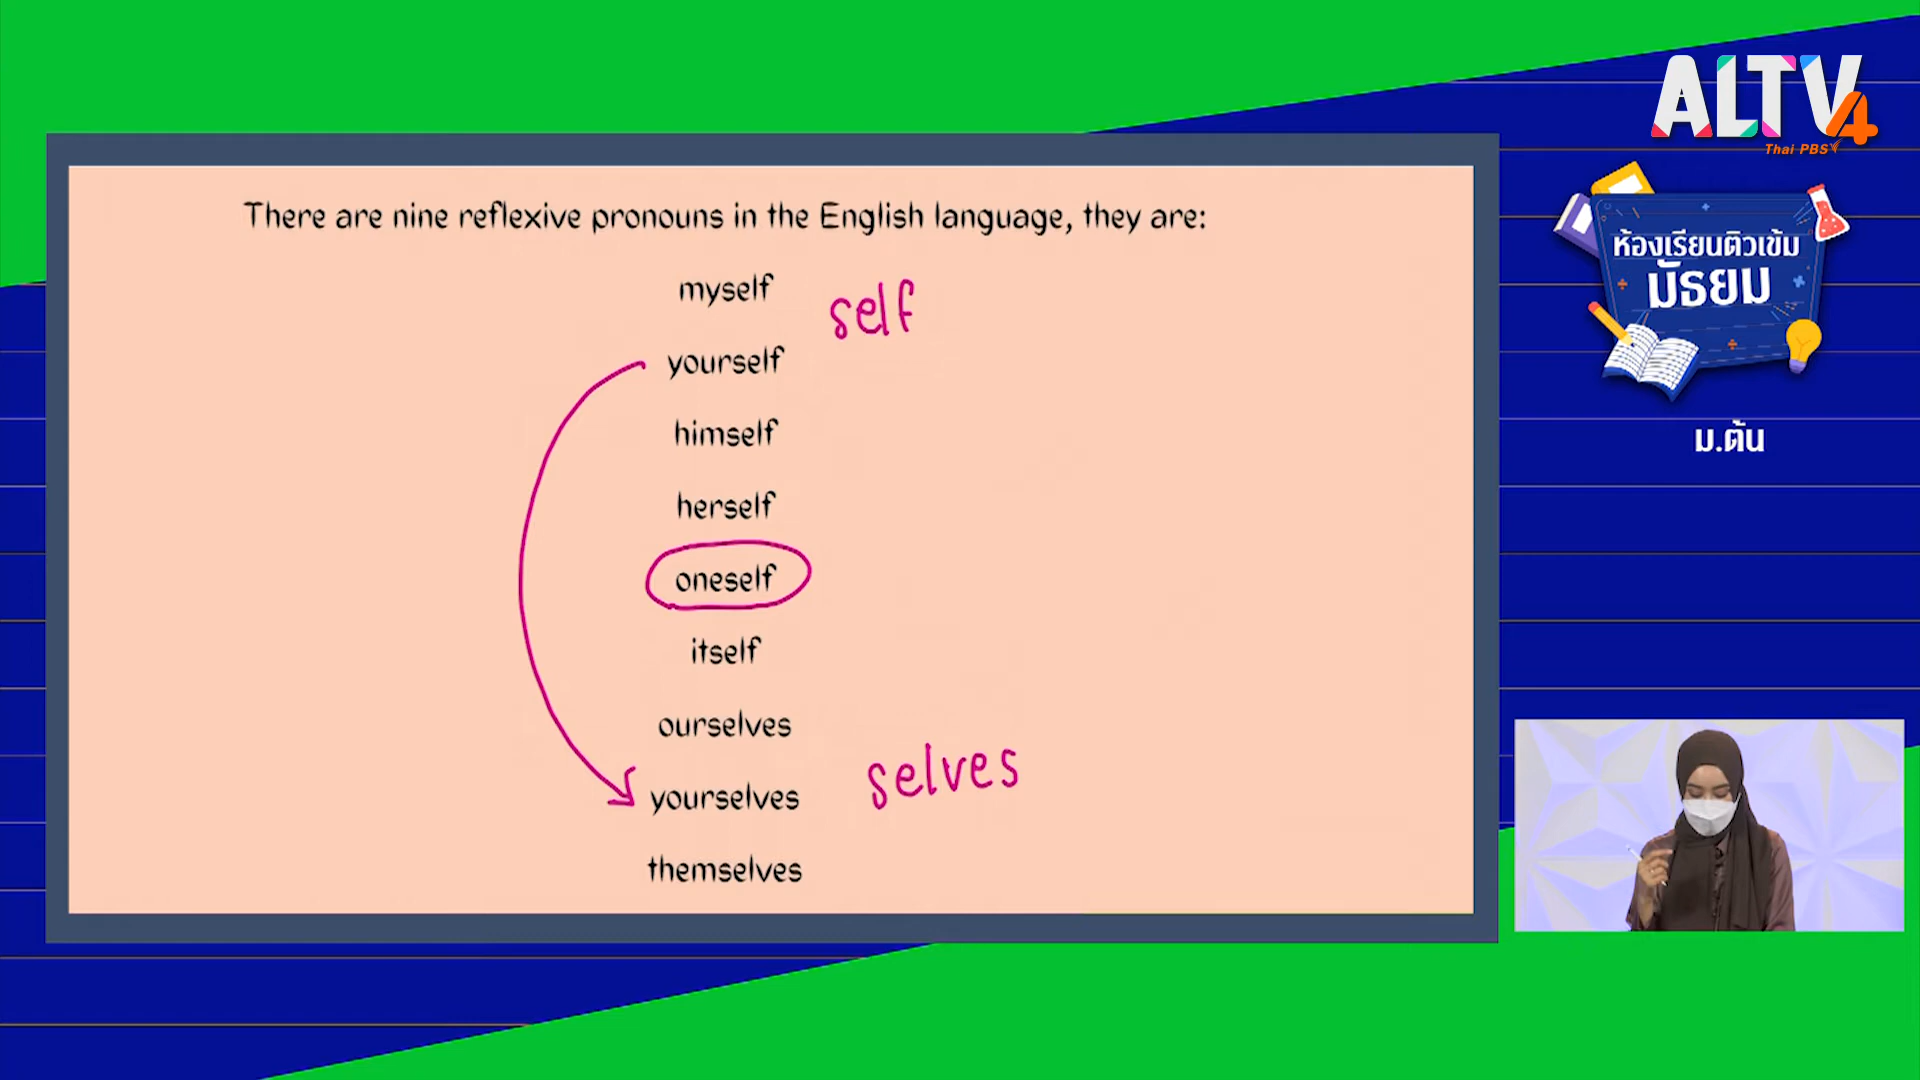 There are nine reflexive pronouns in the English language, they are:
myself
self
yourself
himself
herself
oneself
itself
ourselves
yourselves
selves
themselves
ALTV4
Thai PBS
ห้องเรียนติวเข้ม
มัธยม
ม.ต้น